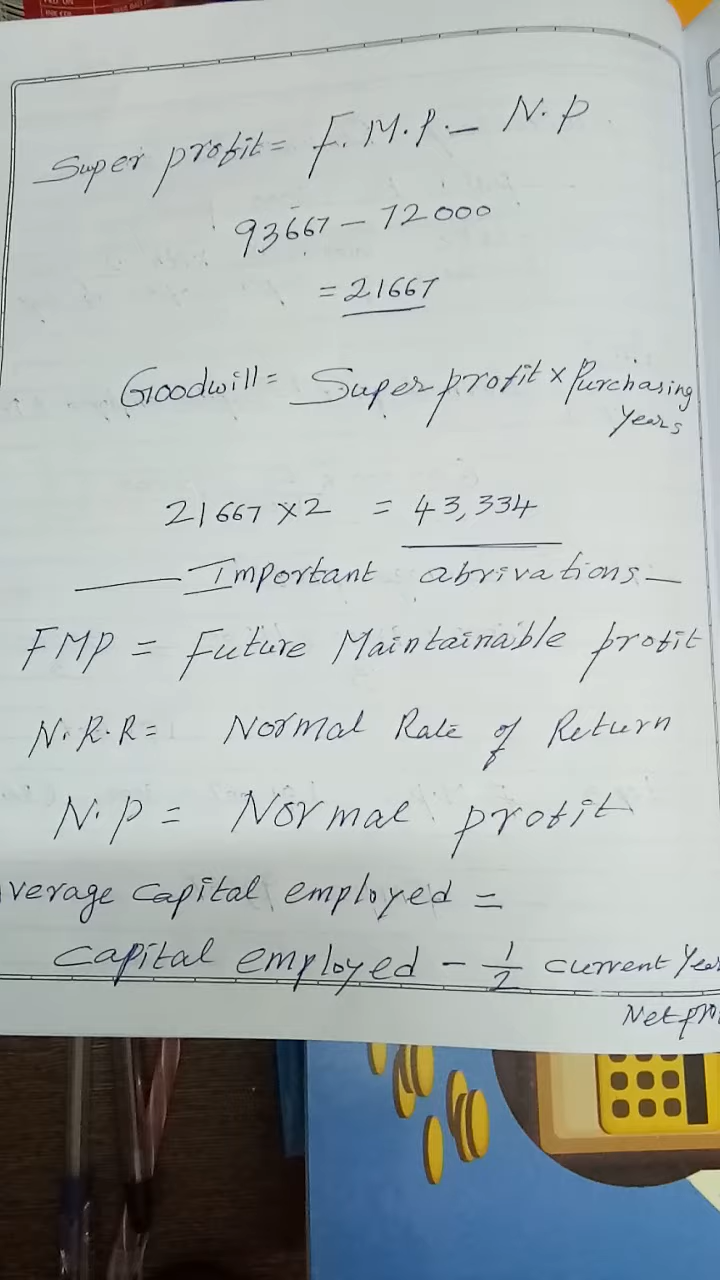 Super profit = F.M.P. - N.P
93667 - 72000
= 21667
Goodwill = Super profit x Purchasing
Years
21667 x 2 = 43,334
Important abrivations
FMP = Future Maintainable profit
N.R.R = Normal Rate of Return
N.P = Normal profit
verage capital employed =
capital employed - 1/2 current Year
Net pro